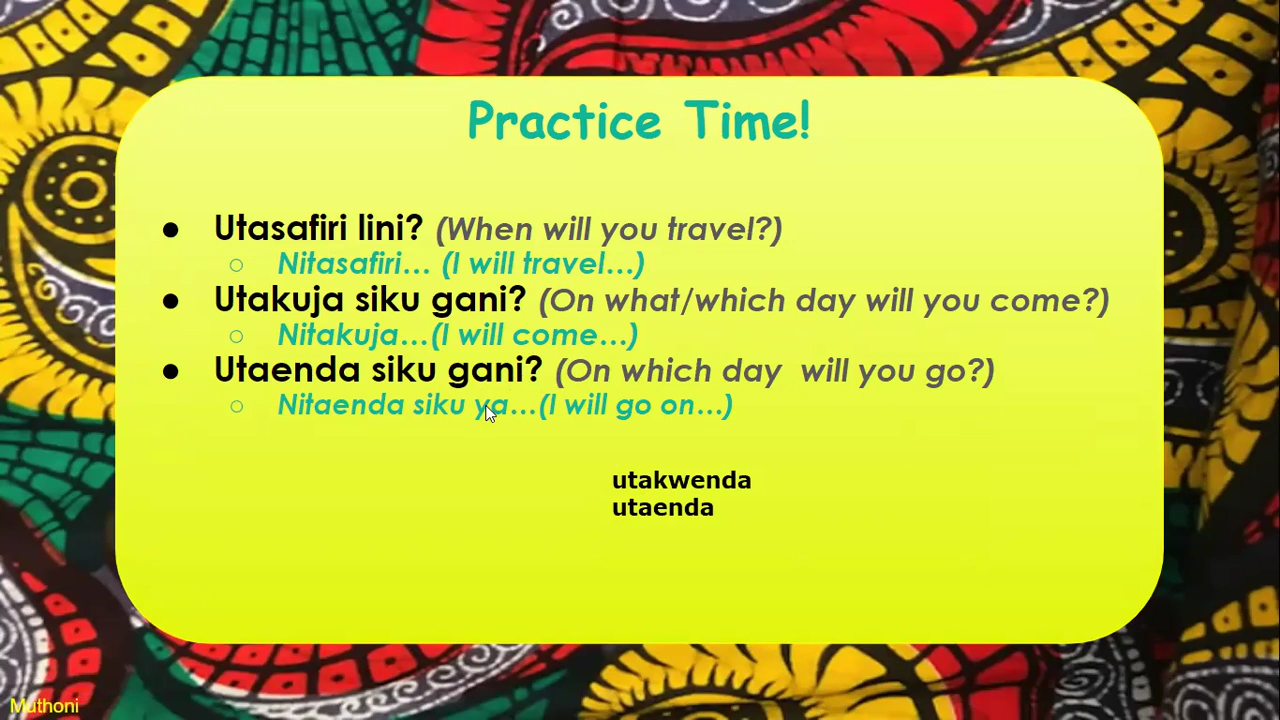 Practice Time!
● Utasafiri lini? (When will you travel?)
○ Nitasafiri… (I will travel…)
● Utakuja siku gani? (On what/which day will you come?)
○ Nitakuja…(I will come…)
● Utaenda siku gani? (On which day  will you go?)
○ Nitaenda siku ya…(I will go on…)
utakwenda
utaenda
Muthoni